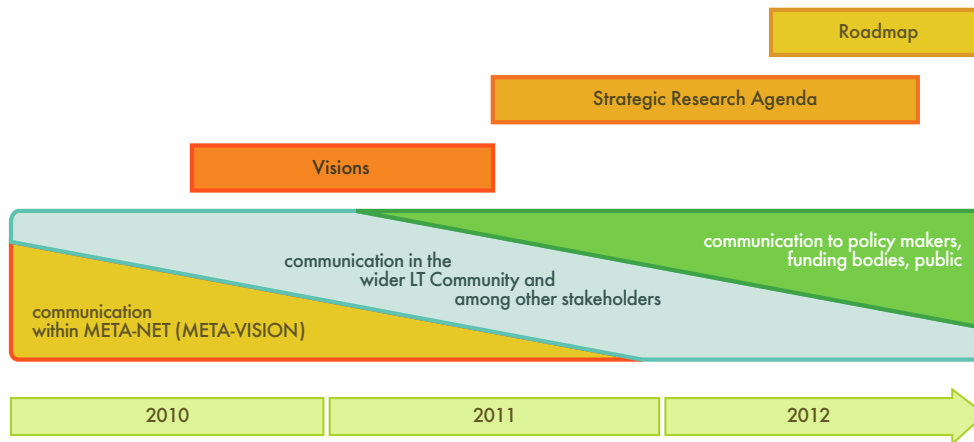 Roadmap
Strategic Research Agenda
Visions
communication to policy makers,
funding bodies, public
communication in the
wider LT Community and
among other stakeholders
communication
within META-NET (META-VISION)
2010
2011
2012